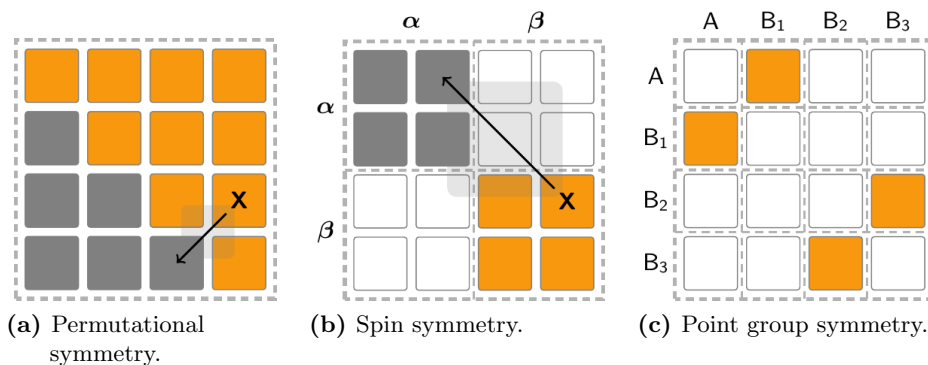 α β
A B₁ B₂ B₃
α
A
B₁
X
X
B₂
β
B₃
(a) Permutational symmetry.
(b) Spin symmetry.
(c) Point group symmetry.